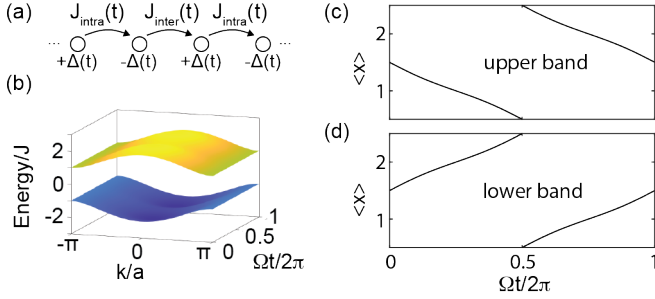 (a)
J_intra(t) J_inter(t) J_intra(t)
... ...
+Δ(t) -Δ(t) +Δ(t) -Δ(t)
(b)
Energy/J
2
0
-2
-π 0 π
k/a
0 0.5 1
Ωt/2π
(c)
<x>
2
1
upper band
(d)
<x>
2
1
lower band
0 0.5 1
Ωt/2π